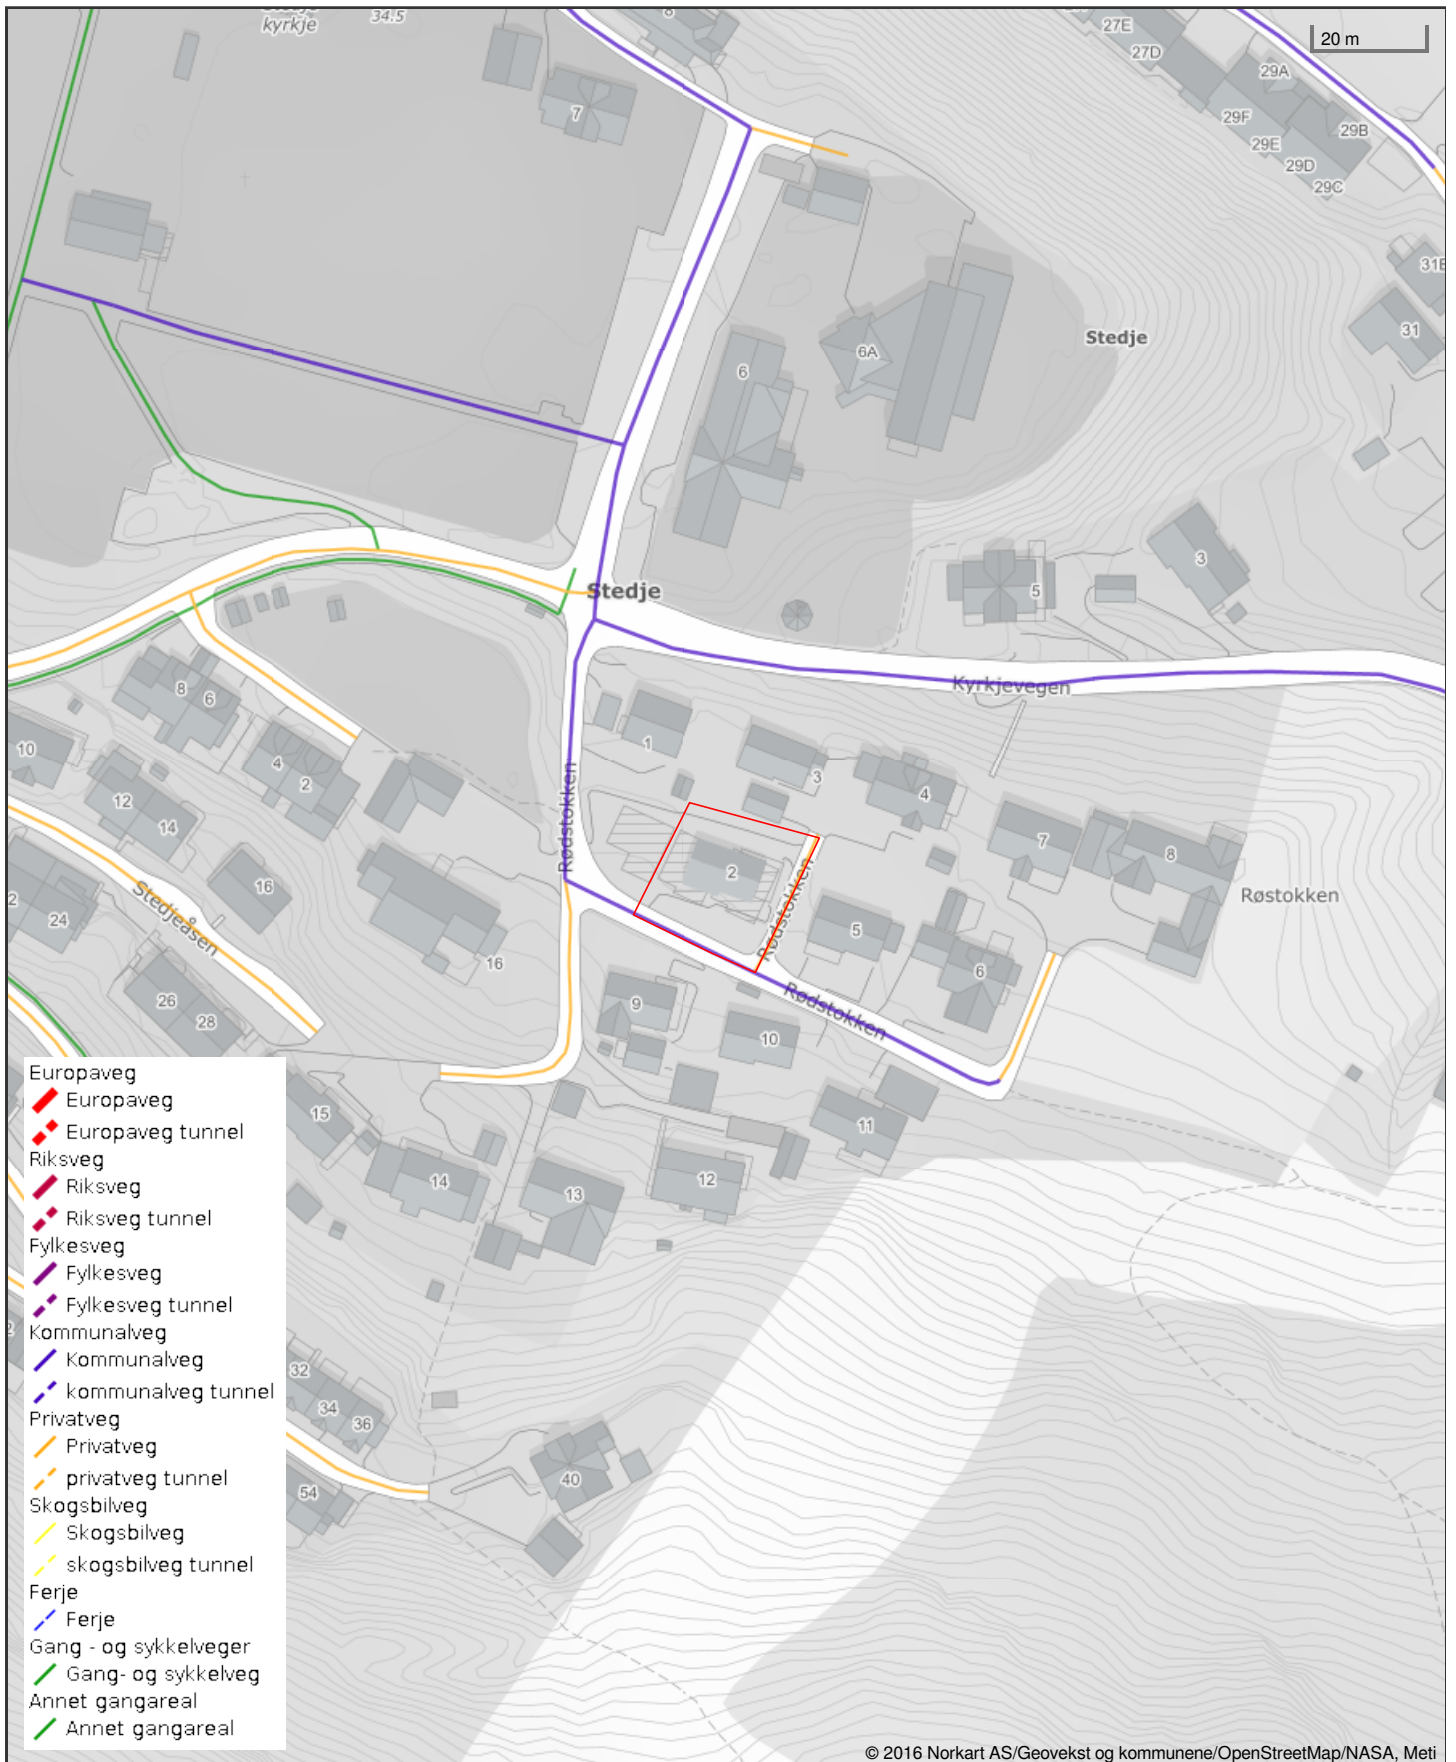 kyrkje
34.5
8
27E
27D
20 m
29A
7
29F
29B
29E
29D
29C
31
6A
6
Stedje
3
5
Stedje
Kyrkjevegen
8
6
1
10
4
2
3
4
12
14
Rødstokken
7
8
2
Rødstokken
16
Stedjeåsen
24
5
Røstokken
16
6
26
28
9
10
Rødstokken
15
11
14
13
12
32
34
36
40
54
Europaveg
Europaveg
Europaveg tunnel
Riksveg
Riksveg
Riksveg tunnel
Fylkesveg
Fylkesveg
Fylkesveg tunnel
Kommunalveg
Kommunalveg
kommunalveg tunnel
Privatveg
Privatveg
privatveg tunnel
Skogsbilveg
Skogsbilveg
skogsbilveg tunnel
Ferje
Ferje
Gang - og sykkelveger
Gang- og sykkelveg
Annet gangareal
Annet gangareal
© 2016 Norkart AS/Geovekst og kommunene/OpenStreetMap/NASA, Meti